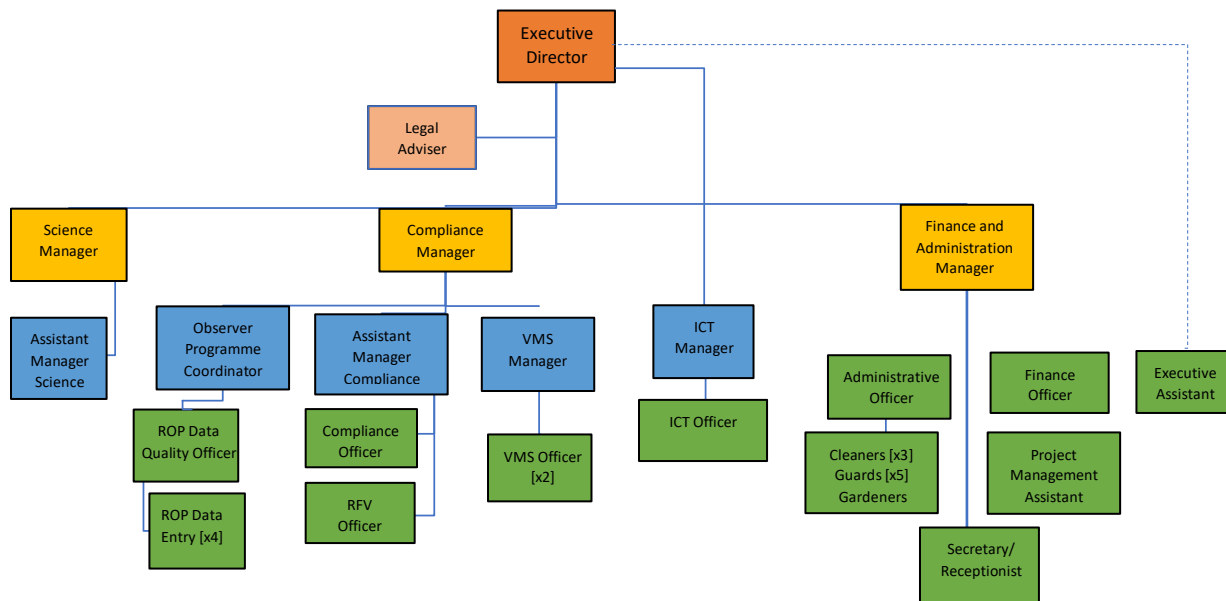 Executive
Director
Legal
Adviser
Science
Manager
Compliance
Manager
Finance and
Administration
Manager
Assistant
Manager
Science
Observer
Programme
Coordinator
Assistant
Manager
Compliance
VMS
Manager
ICT
Manager
Administrative
Officer
Finance
Officer
Executive
Assistant
ROP Data
Quality Officer
Compliance
Officer
VMS Officer
[x2]
ICT Officer
Cleaners [x3]
Guards [x5]
Gardeners
Project
Management
Assistant
ROP Data
Entry [x4]
RFV
Officer
Secretary/
Receptionist